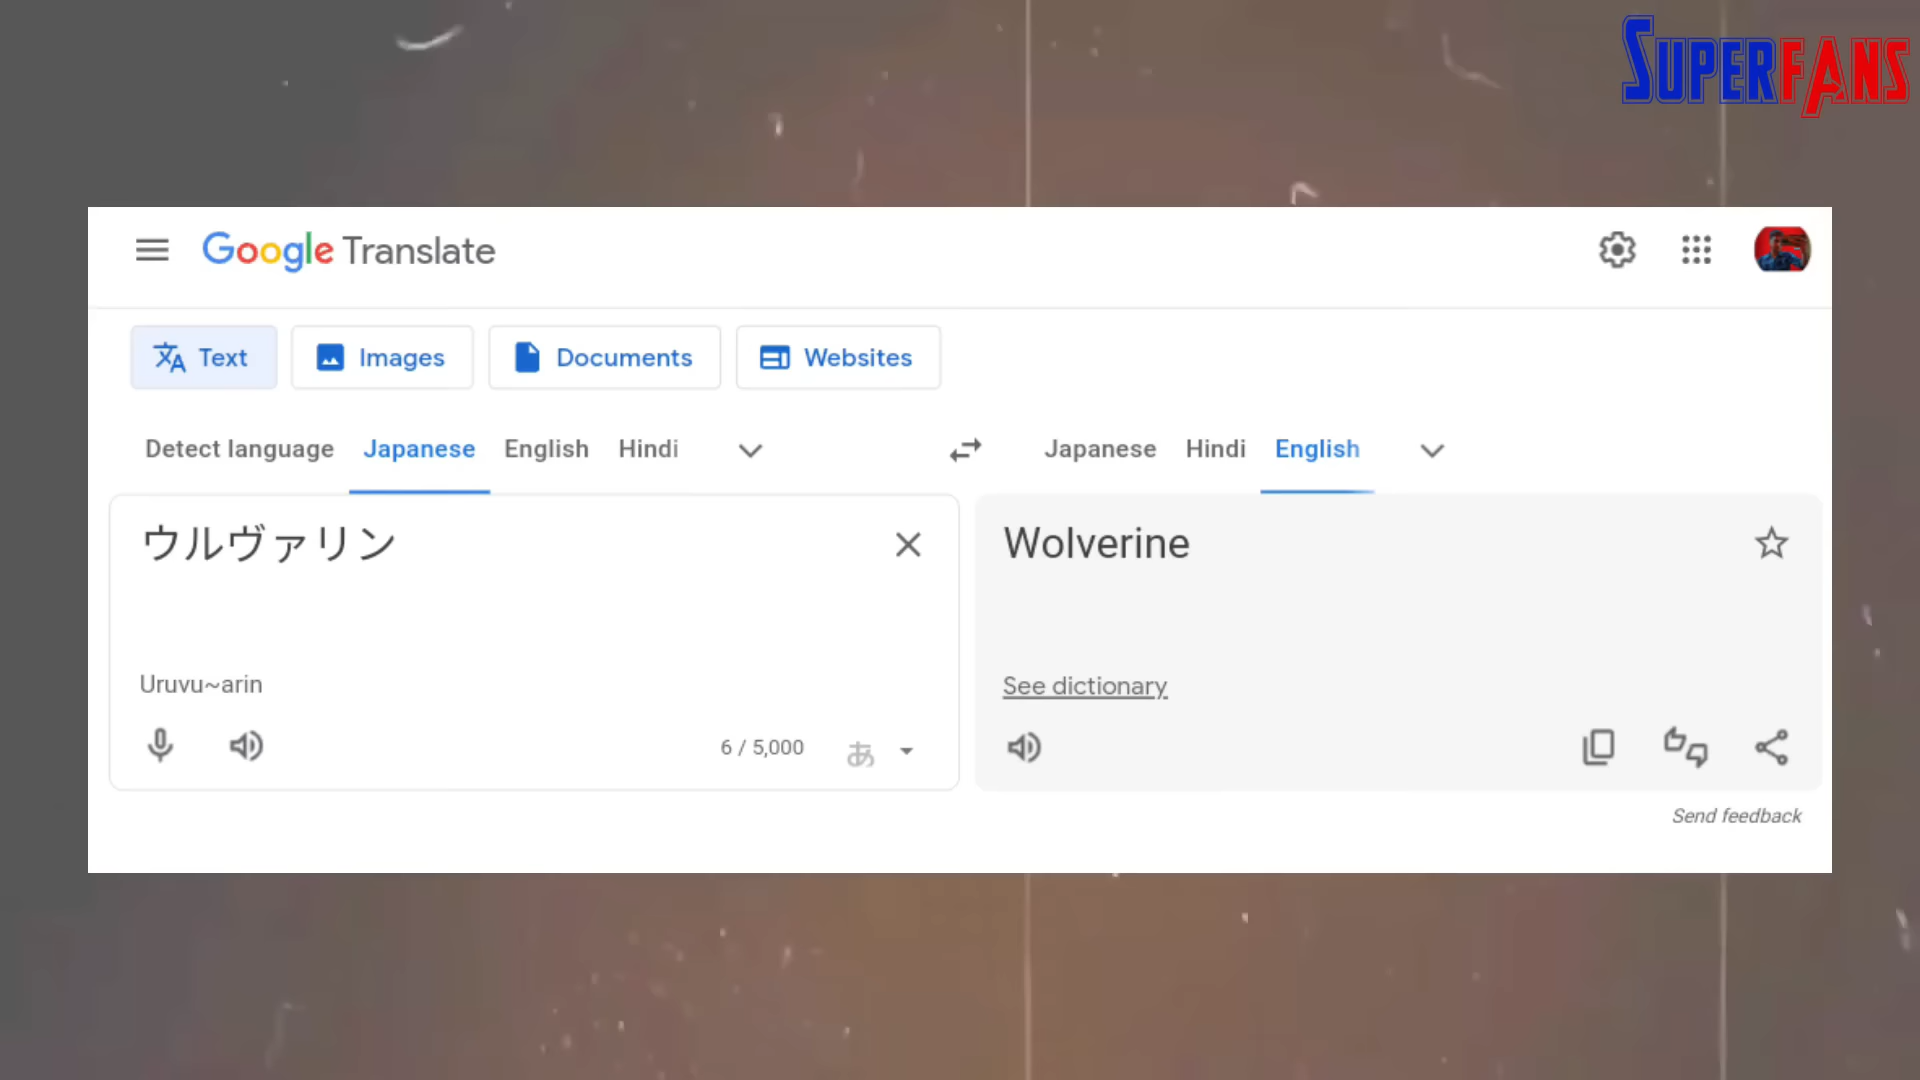 SUPERFANS
Google Translate
Text Images Documents Websites
Detect language Japanese English Hindi Japanese Hindi English
ウルヴァリン
Wolverine
Uruvu~arin
See dictionary
6 / 5,000 あ
Send feedback